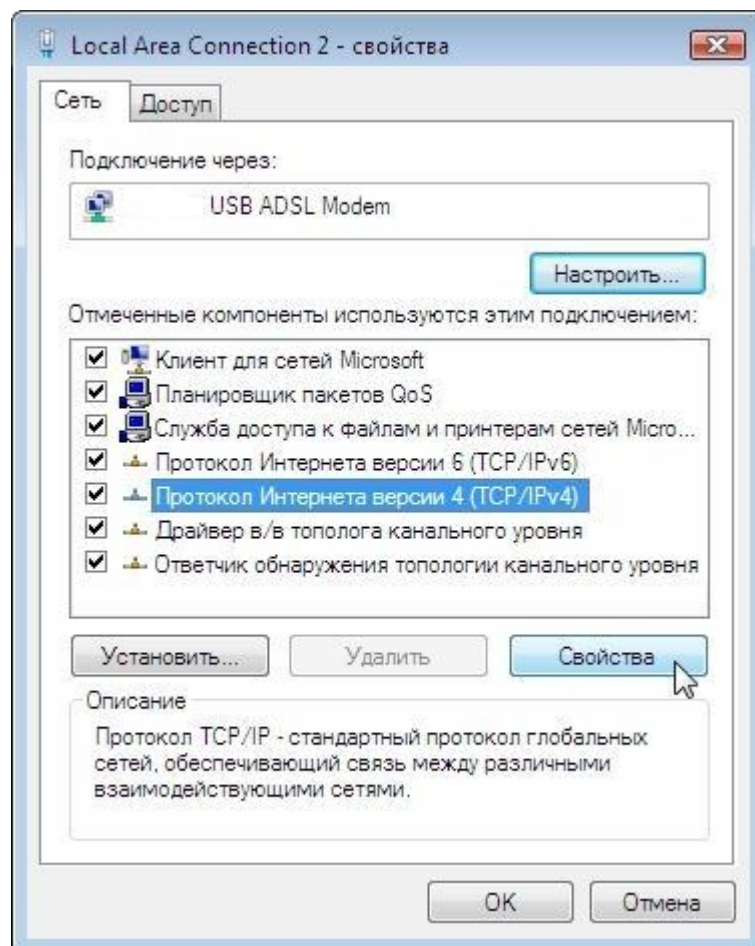 Local Area Connection 2 - свойства
Сеть
Доступ
Подключение через:
USB ADSL Modem
Настроить...
Отмеченные компоненты используются этим подключением:
Клиент для сетей Microsoft
Планировщик пакетов QoS
Служба доступа к файлам и принтерам сетей Micro...
Протокол Интернета версии 6 (TCP/IPv6)
Протокол Интернета версии 4 (TCP/IPv4)
Драйвер в/в тополога канального уровня
Ответчик обнаружения топологии канального уровня
Установить...
Удалить
Свойства
Описание
Протокол TCP/IP - стандартный протокол глобальных
сетей, обеспечивающий связь между различными
взаимодействующими сетями.
OK
Отмена